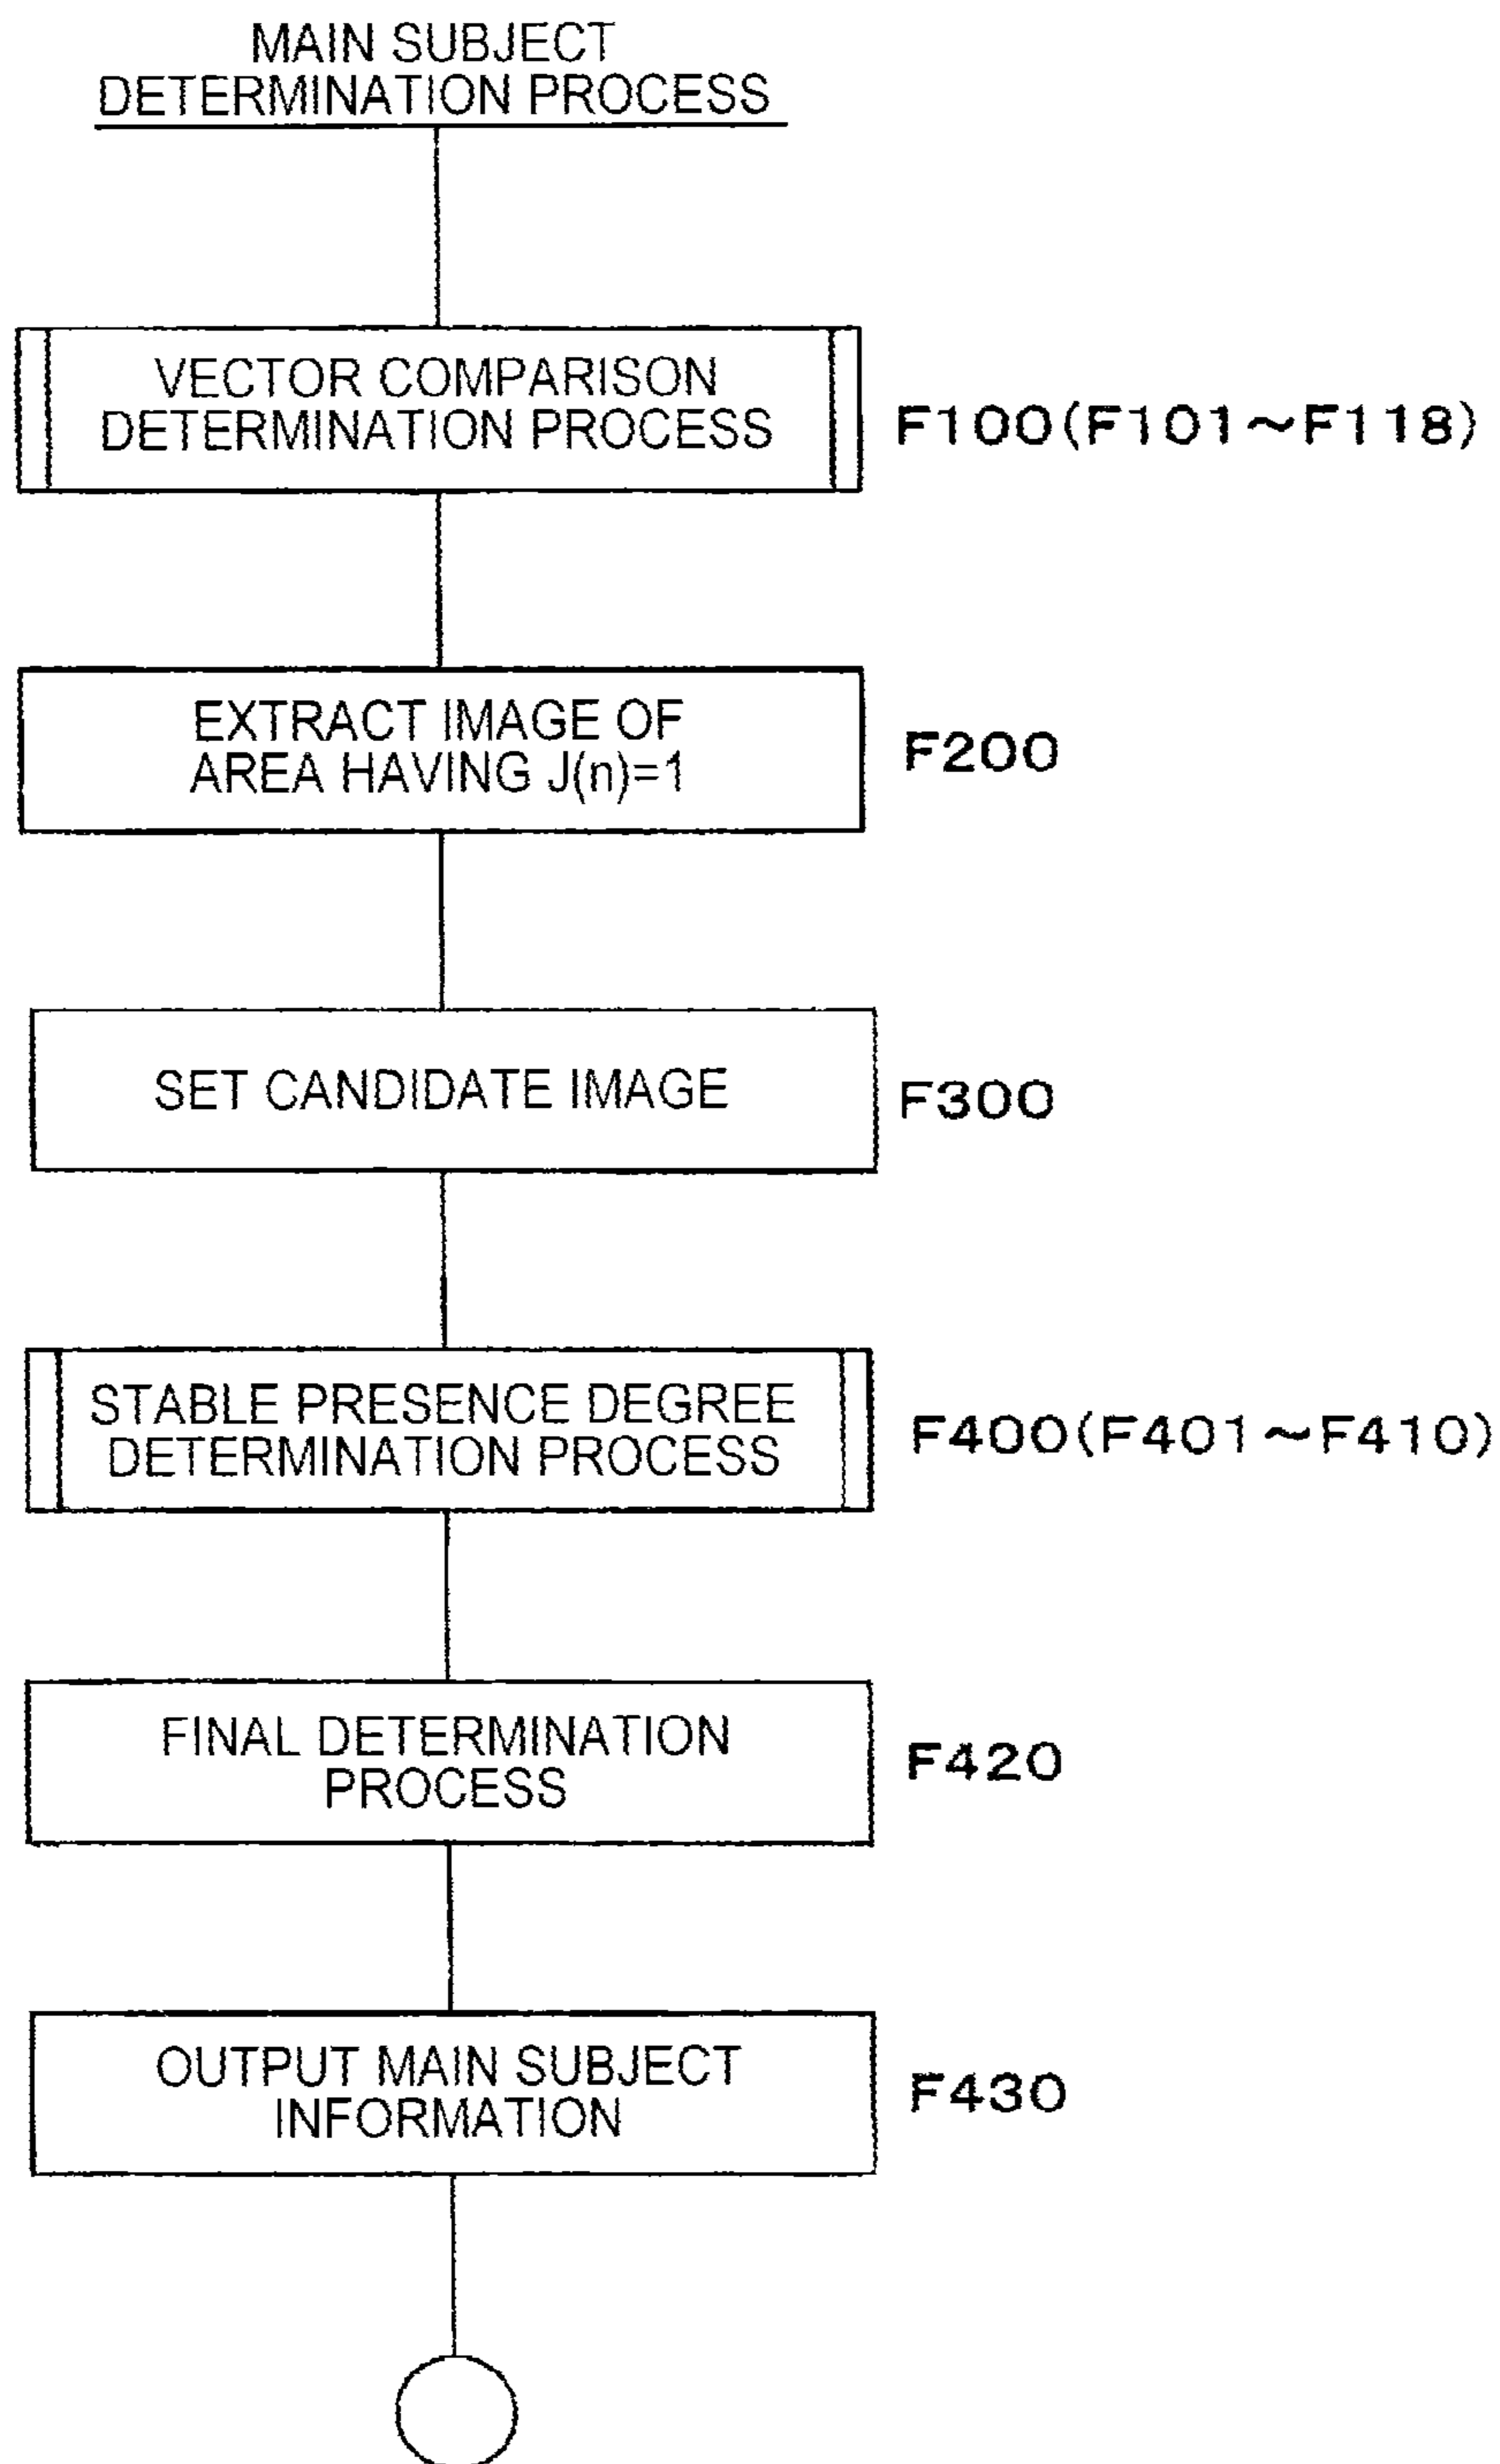 MAIN SUBJECT
DETERMINATION PROCESS
VECTOR COMPARISON
DETERMINATION PROCESS
F100(F101~F118)
EXTRACT IMAGE OF
AREA HAVING J(n)=1
F200
SET CANDIDATE IMAGE
F300
STABLE PRESENCE DEGREE
DETERMINATION PROCESS
F400(F401~F410)
FINAL DETERMINATION
PROCESS
F420
OUTPUT MAIN SUBJECT
INFORMATION
F430